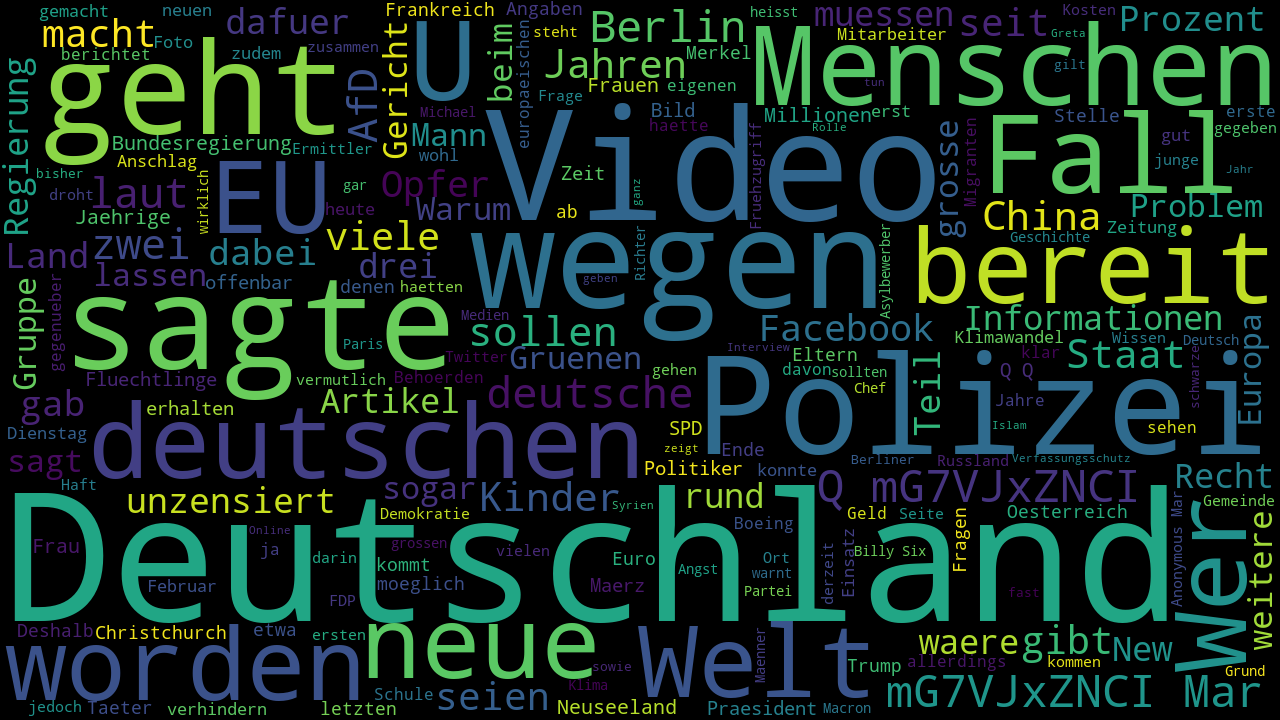 gemacht neuen dafuer Frankreich Angaben heisst muessen seit Kosten
macht Foto zudem zusammen U beim steht Berlin Menschen Mitarbeiter Greta Prozent
berichtet geht AfD Gericht europaeischen Jahren Merkel tun gilt
Regierung Frauen eigenen
Michael Frage Bild Millionen erst Stelle erste
Bundesregierung Ermittler Mann haette Rolle Fall gut gegeben
Anschlag wohl Video Fruehzugriff grosse Migranten junge
bisher EU Opfer Zeit ganz Jahr
droht laut wirklich gar Warum ab China Problem
Jaehrige heute Richter Zeitung
zwei dabei viele wegen Asylbewerber Geschichte
Land drei bereit
lassen offenbar denen haetten geben
Gruppe gegenueber sagte Medien Informationen
Paris sollen Facebook Klimawandel Wissen Deutsch
Twitter Gruenen Interview Eltern klar Staat Europa
Fluechtlinge vermutlich Behoerden gehen davon sollten Teil Q Q schwarze
gab erhalten Artikel deutsche Polizei Chef Jahre
Dienstag deutschen SPD Islam sehen
sagt zeigt Ende Berliner Russland Verfassungsschutz
Politiker konnte
Haft sogar Kinder rund Q mG7VJxZNCI Recht
unzensiert Demokratie Syrien Geld Seite Oesterreich Gemeinde
Deutschland Online Boeing Fragen Anonymous Mar Wer
Frau ja grossen vielen Billy Six
darin kommt Euro Ort Einsatz weitere
Februar moeglich Angst warnt derzeit
FDP Maerz Partei fast
Deshalb Christchurch etwa ersten neue Welt Maenner waere gibt New
worden sowie Trump allerdings kommen Grund
Schule Klima
jedoch Taeter verhindern letzten seien Neuseeland Praesident Macron mG7VJxZNCI Mar